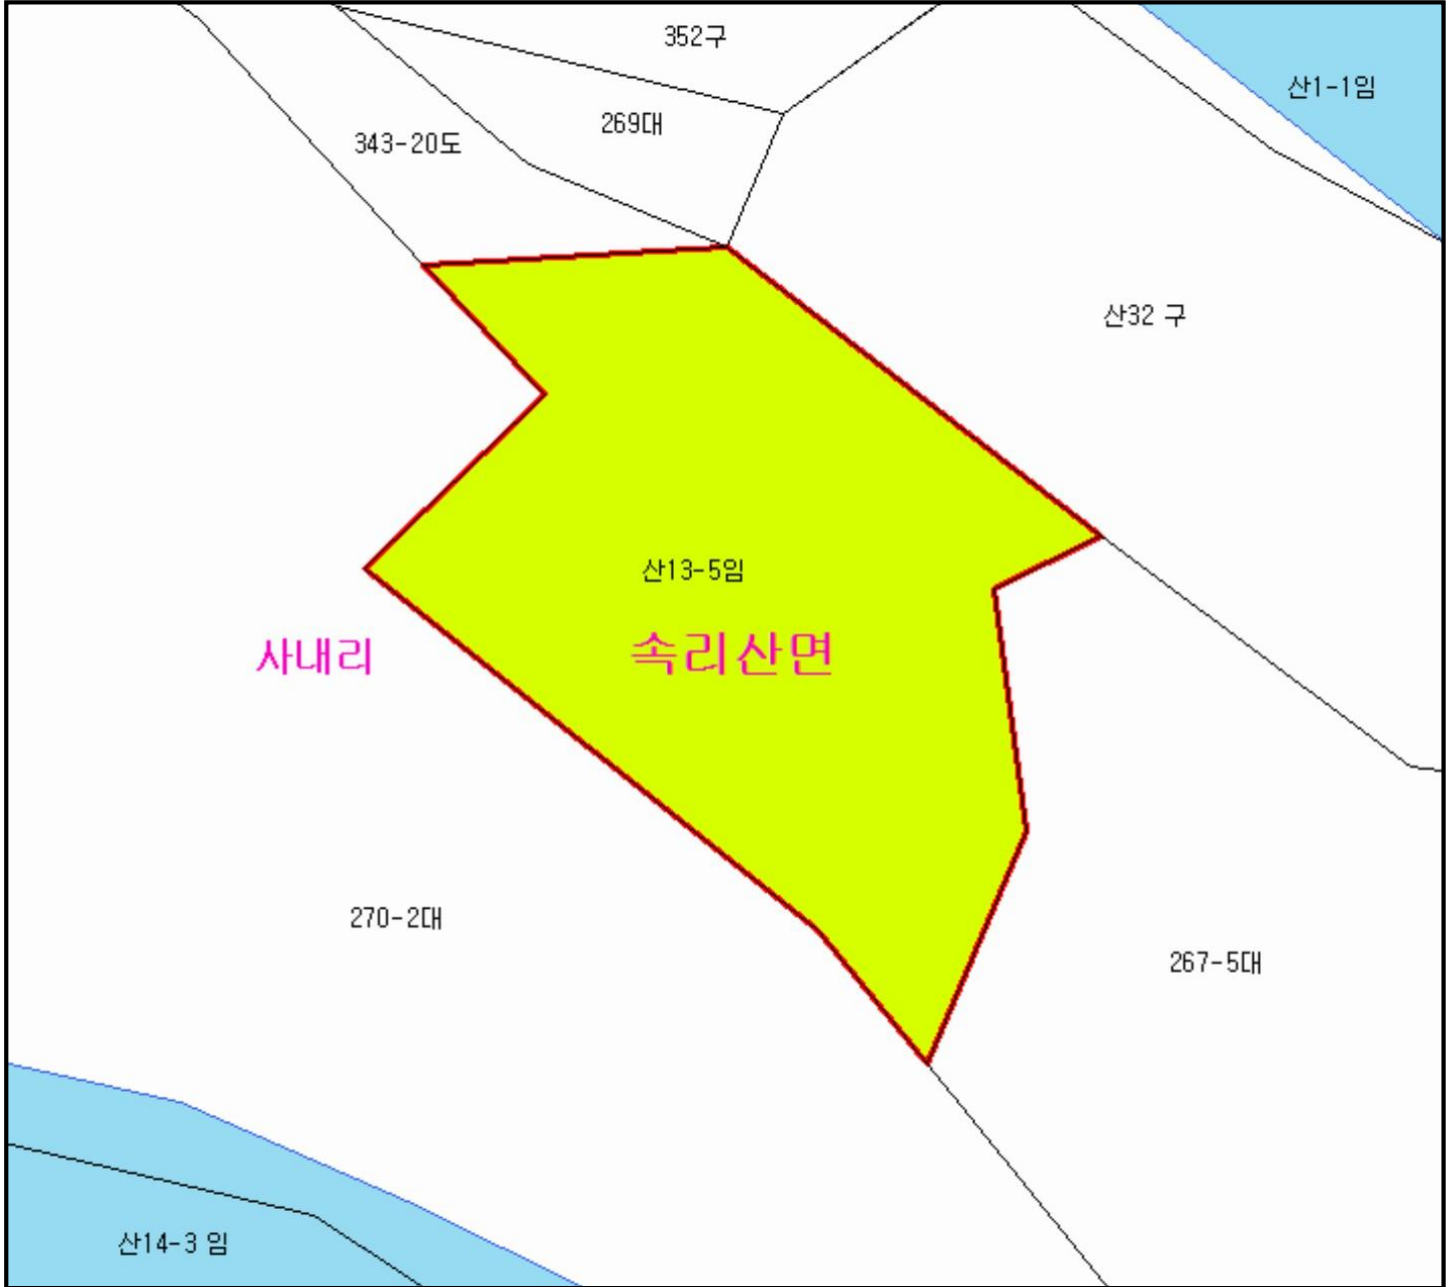 352구
산1-1임
269대
343-20도
산32 구
산13-5임
사내리
속리산면
270-2대
267-5대
산14-3 임